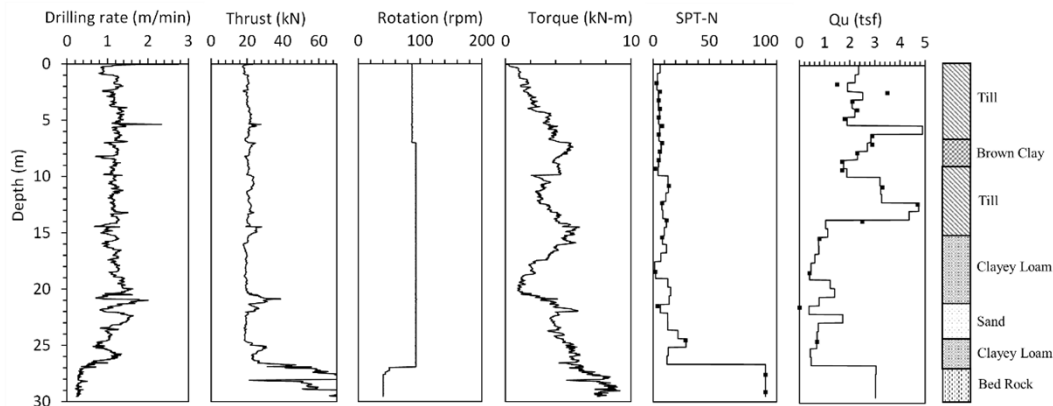 Drilling rate (m/min) Thrust (kN) Rotation (rpm) Torque (kN-m) SPT-N Qu (tsf)
0 1 2 3 0 20 40 60 0 100 200 0 10 0 50 100 0 1 2 3 4 5
Depth (m)
0
5
10
15
20
25
30
Till
Brown Clay
Till
Clayey Loam
Sand
Clayey Loam
Bed Rock